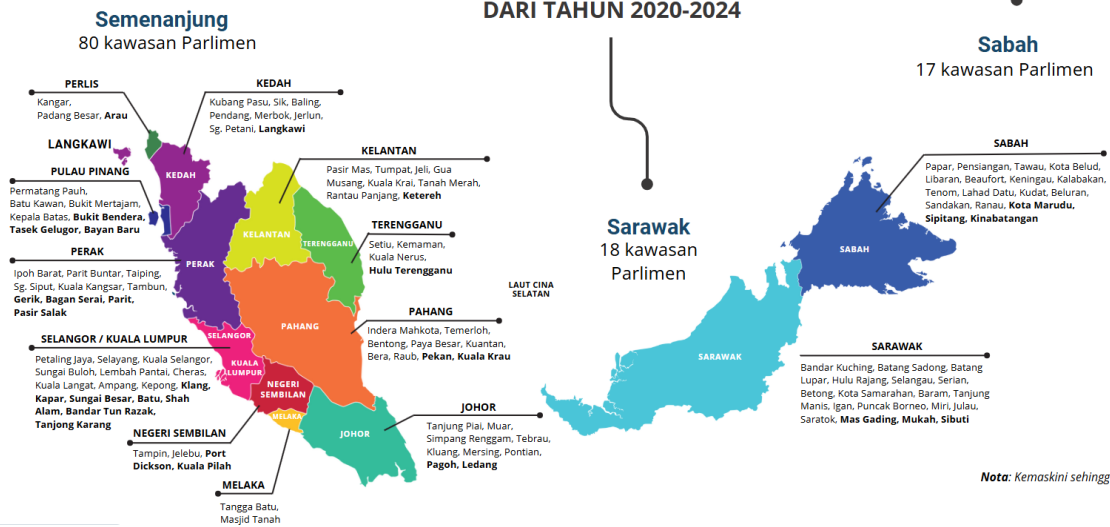 DARI TAHUN 2020-2024
Semenanjung
80 kawasan Parlimen
Sabah
17 kawasan Parlimen
PERLIS
Kangar,
Padang Besar, Arau
KEDAH
Kubang Pasu, Sik, Baling,
Pendang, Merbok, Jerlun,
Sg. Petani, Langkawi
LANGKAWI
KEDAH
PULAU PINANG
Permatang Pauh,
Batu Kawan, Bukit Mertajam,
Kepala Batas, Bukit Bendera,
Tasek Gelugor, Bayan Baru
KELANTAN
Pasir Mas, Tumpat, Jeli, Gua
Musang, Kuala Krai, Tanah Merah,
Rantau Panjang, Ketereh
KELANTAN
TERENGGANU
TERENGGANU
Setiu, Kemaman,
Kuala Nerus,
Hulu Terengganu
PERAK
Ipoh Barat, Parit Buntar, Taiping,
Sg. Siput, Kuala Kangsar, Tambun,
Gerik, Bagan Serai, Parit,
Pasir Salak
PERAK
LAUT CINA
SELATAN
PAHANG
Indera Mahkota, Temerloh,
Bentong, Paya Besar, Kuantan,
Bera, Raub, Pekan, Kuala Krau
PAHANG
SELANGOR / KUALA LUMPUR
Petaling Jaya, Selayang, Kuala Selangor,
Sungai Buloh, Lembah Pantai, Cheras,
Kuala Langat, Ampang, Kepong, Klang,
Kapar, Sungai Besar, Batu, Shah
Alam, Bandar Tun Razak,
Tanjong Karang
SELANGOR
KUALA
LUMPUR
NEGERI
SEMBILAN
MELAKA
JOHOR
NEGERI SEMBILAN
Tampin, Jelebu, Port
Dickson, Kuala Pilah
MELAKA
Tangga Batu,
Masjid Tanah
JOHOR
Tanjung Piai, Muar,
Simpang Renggam, Tebrau,
Kluang, Mersing, Pontian,
Pagoh, Ledang
Sarawak
18 kawasan
Parlimen
SABAH
Papar, Pensiangan, Tawau, Kota Belud,
Libaran, Beaufort, Keningau, Kalabakan,
Tenom, Lahad Datu, Kudat, Beluran,
Sandakan, Ranau, Kota Marudu,
Sipitang, Kinabatangan
SABAH
SARAWAK
SARAWAK
Bandar Kuching, Batang Sadong, Batang
Lupar, Hulu Rajang, Selangau, Serian,
Betong, Kota Samarahan, Baram, Tanjung
Manis, Igan, Puncak Borneo, Miri, Julau,
Saratok, Mas Gading, Mukah, Sibuti
Nota: Kemaskini sehingg